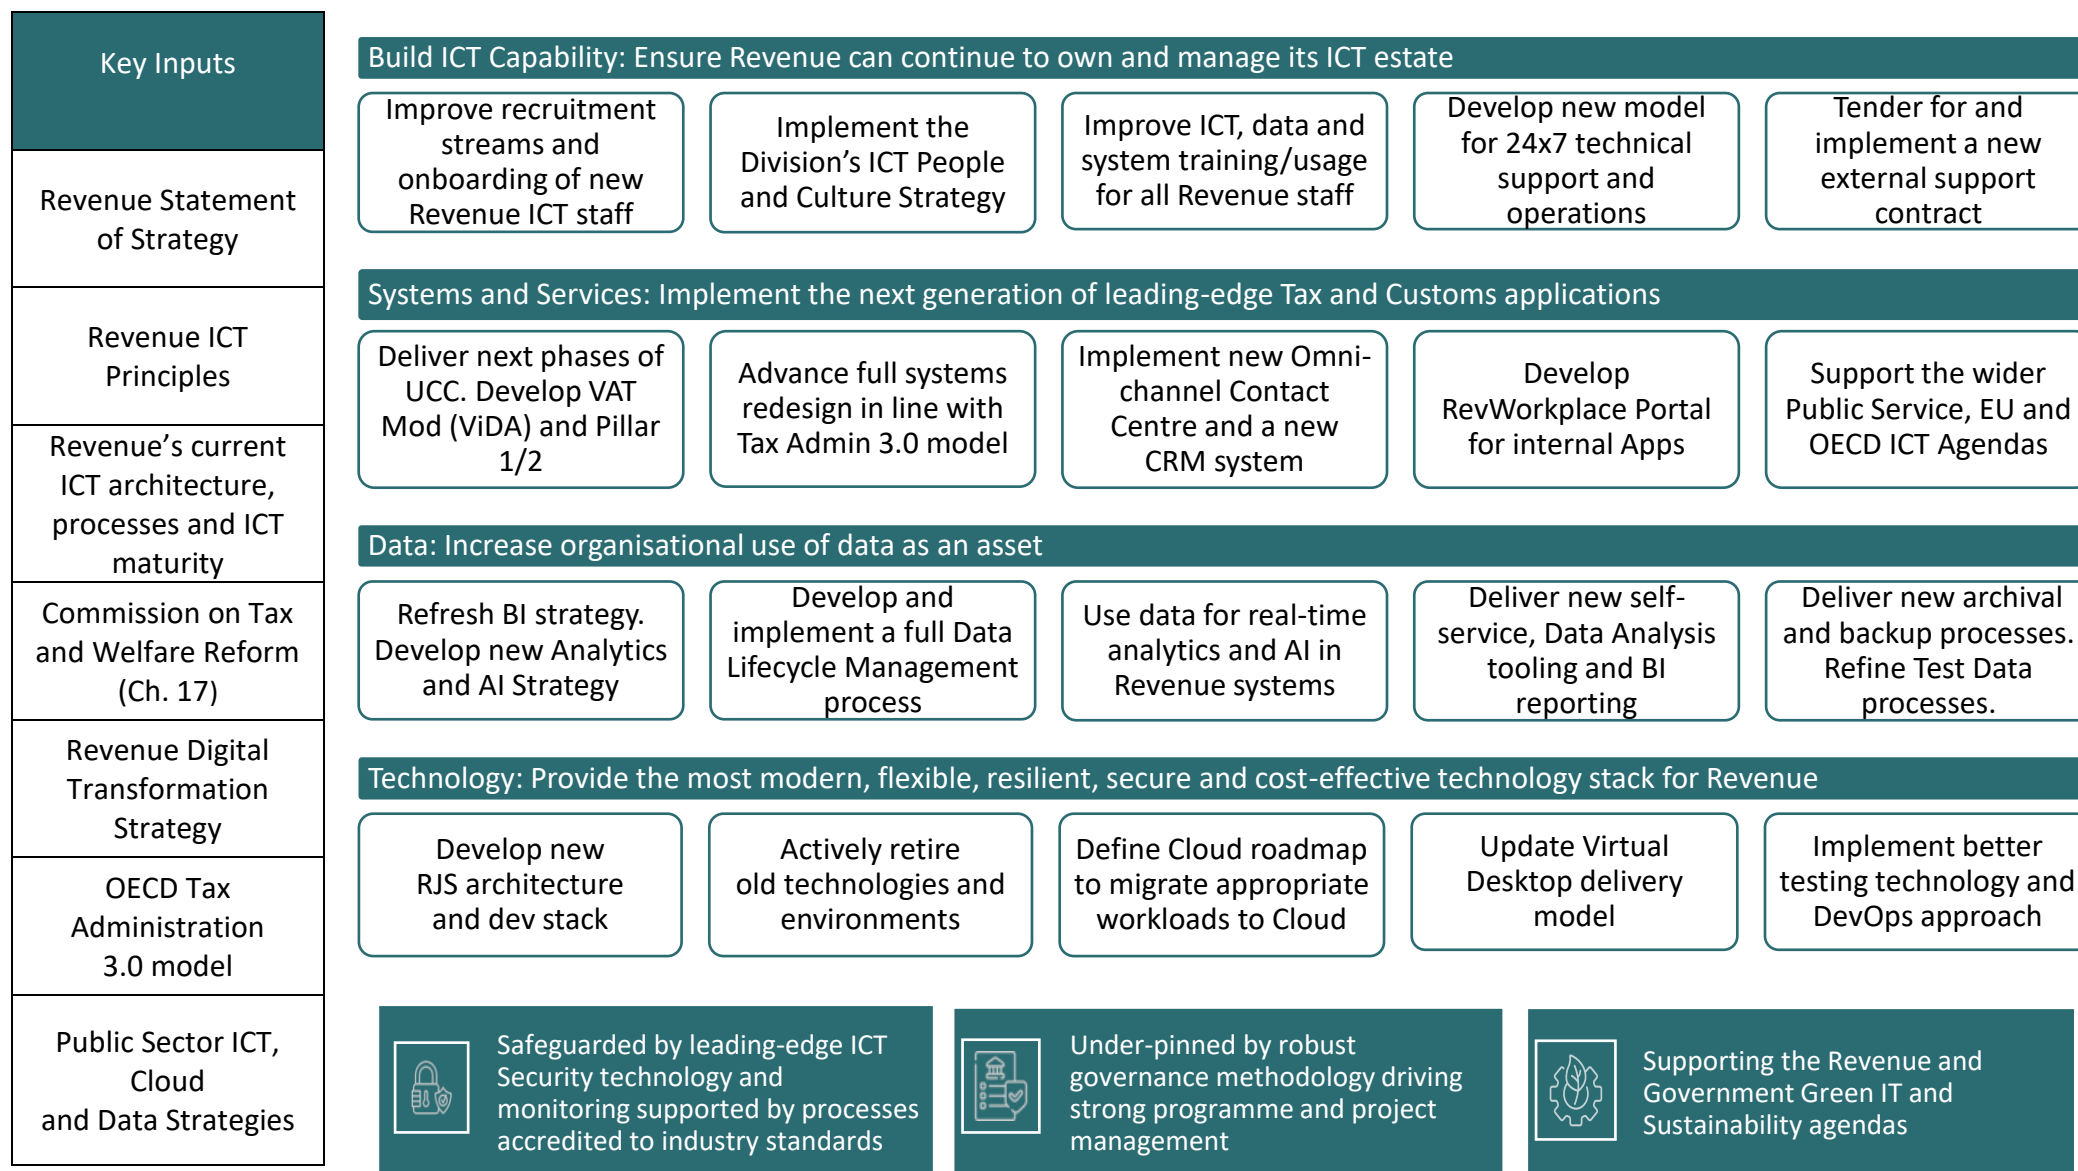 Key Inputs
Revenue Statement
of Strategy
Revenue ICT
Principles
Revenue's current
ICT architecture,
processes and ICT
maturity
Commission on Tax
and Welfare Reform
(Ch. 17)
Revenue Digital
Transformation
Strategy
OECD Tax
Administration
3.0 model
Public Sector ICT,
Cloud
and Data Strategies
Build ICT Capability: Ensure Revenue can continue to own and manage its ICT estate
Improve recruitment
streams and
onboarding of new
Revenue ICT staff
Implement the
Division's ICT People
and Culture Strategy
Improve ICT, data and
system training/usage
for all Revenue staff
Develop new model
for 24x7 technical
support and
operations
Tender for and
implement a new
external support
contract
Systems and Services: Implement the next generation of leading-edge Tax and Customs applications
Deliver next phases of
UCC. Develop VAT
Mod (ViDA) and Pillar
1/2
Advance full systems
redesign in line with
Tax Admin 3.0 model
Implement new Omni-
channel Contact
Centre and a new
CRM system
Develop
RevWorkplace Portal
for internal Apps
Support the wider
Public Service, EU and
OECD ICT Agendas
Data: Increase organisational use of data as an asset
Refresh BI strategy.
Develop new Analytics
and AI Strategy
Develop and
implement a full Data
Lifecycle Management
process
Use data for real-time
analytics and AI in
Revenue systems
Deliver new self-
service, Data Analysis
tooling and BI
reporting
Deliver new archival
and backup processes.
Refine Test Data
processes.
Technology: Provide the most modern, flexible, resilient, secure and cost-effective technology stack for Revenue
Develop new
RJS architecture
and dev stack
Actively retire
old technologies and
environments
Define Cloud roadmap
to migrate appropriate
workloads to Cloud
Update Virtual
Desktop delivery
model
Implement better
testing technology and
DevOps approach
Safeguarded by leading-edge ICT
Security technology and
monitoring supported by processes
accredited to industry standards
Under-pinned by robust
governance methodology driving
strong programme and project
management
Supporting the Revenue and
Government Green IT and
Sustainability agendas